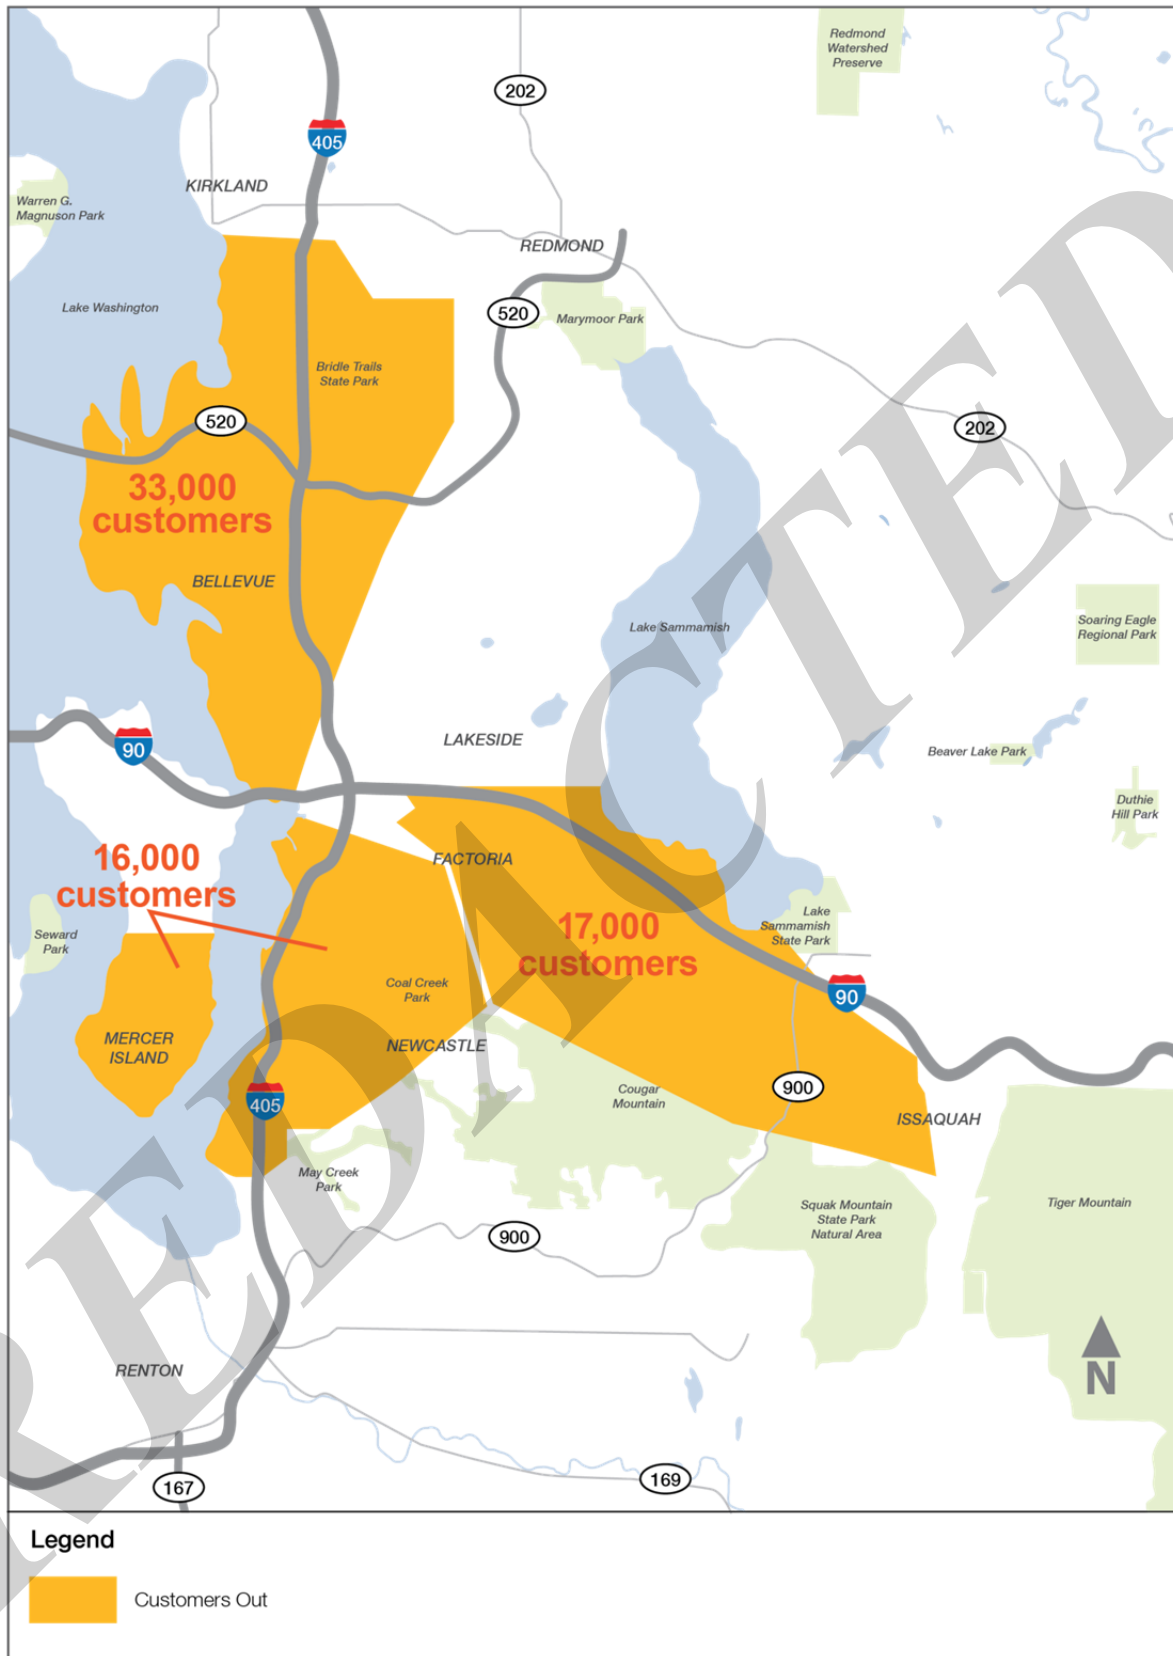 Redmond
Watershed
Preserve
202
405
KIRKLAND
Warren G.
Magnuson Park
REDMOND
Lake Washington
520
Marymoor Park
Bridle Trails
State Park
520
202
33,000
customers
BELLEVUE
Lake Sammamish
Soaring Eagle
Regional Park
LAKESIDE
90
Beaver Lake Park
Duthie
Hill Park
16,000
customers
FACTORIA
Seward
Park
17,000
customers
Lake
Sammamish
State Park
Coal Creek
Park
90
MERCER
ISLAND
NEWCASTLE
Cougar
Mountain
900
405
ISSAQUAH
May Creek
Park
Squak Mountain
State Park
Natural Area
Tiger Mountain
900
RENTON
N
169
167
REDACTED
Legend
Customers Out